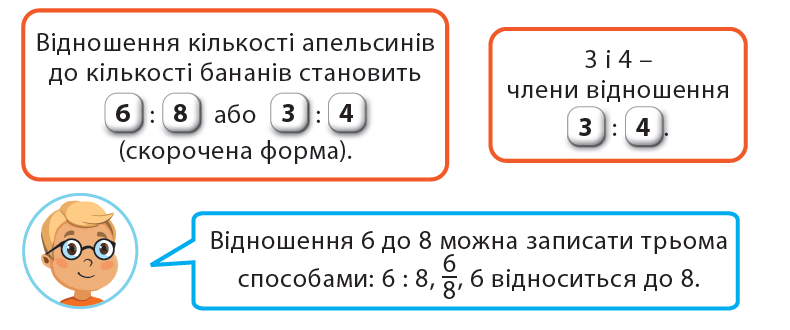 Відношення кількості апельсинів
до кількості бананів становить
6 : 8 або 3 : 4
(скорочена форма).
3 і 4 –
члени відношення
3 : 4.
Відношення 6 до 8 можна записати трьома
способами: 6 : 8, 6/8, 6 відноситься до 8.